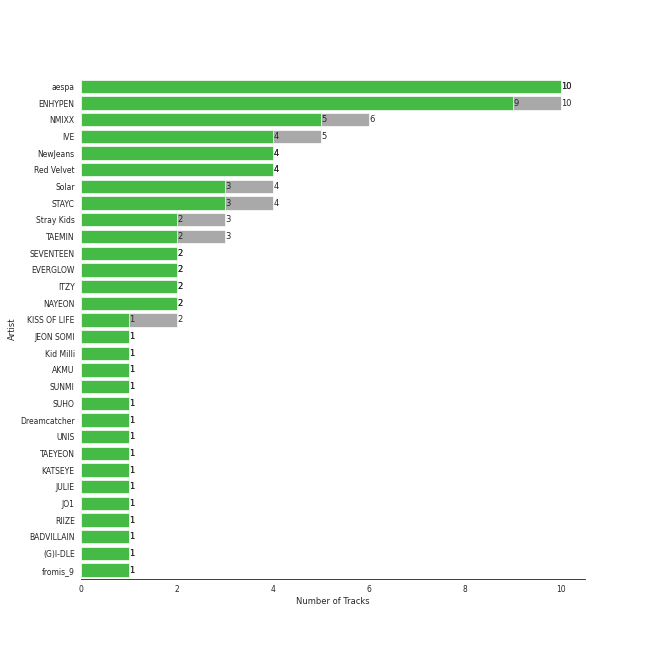 aespa 10
ENHYPEN 9 10
NMIXX 5 6
IVE 4 5
NewJeans 4
Red Velvet 4
Solar 3 4
STAYC 3 4
Stray Kids 2 3
TAEMIN 2 3
SEVENTEEN 2
EVERGLOW 2
ITZY 2
NAYEON 2
KISS OF LIFE 1 2
JEON SOMI 1
Kid Milli 1
AKMU 1
SUNMI 1
SUHO 1
Dreamcatcher 1
UNIS 1
TAEYEON 1
KATSEYE 1
JULIE 1
JO1 1
RIIZE 1
BADVILLAIN 1
(G)I-DLE 1
fromis_9 1
Artist
0 2 4 6 8 10
Number of Tracks